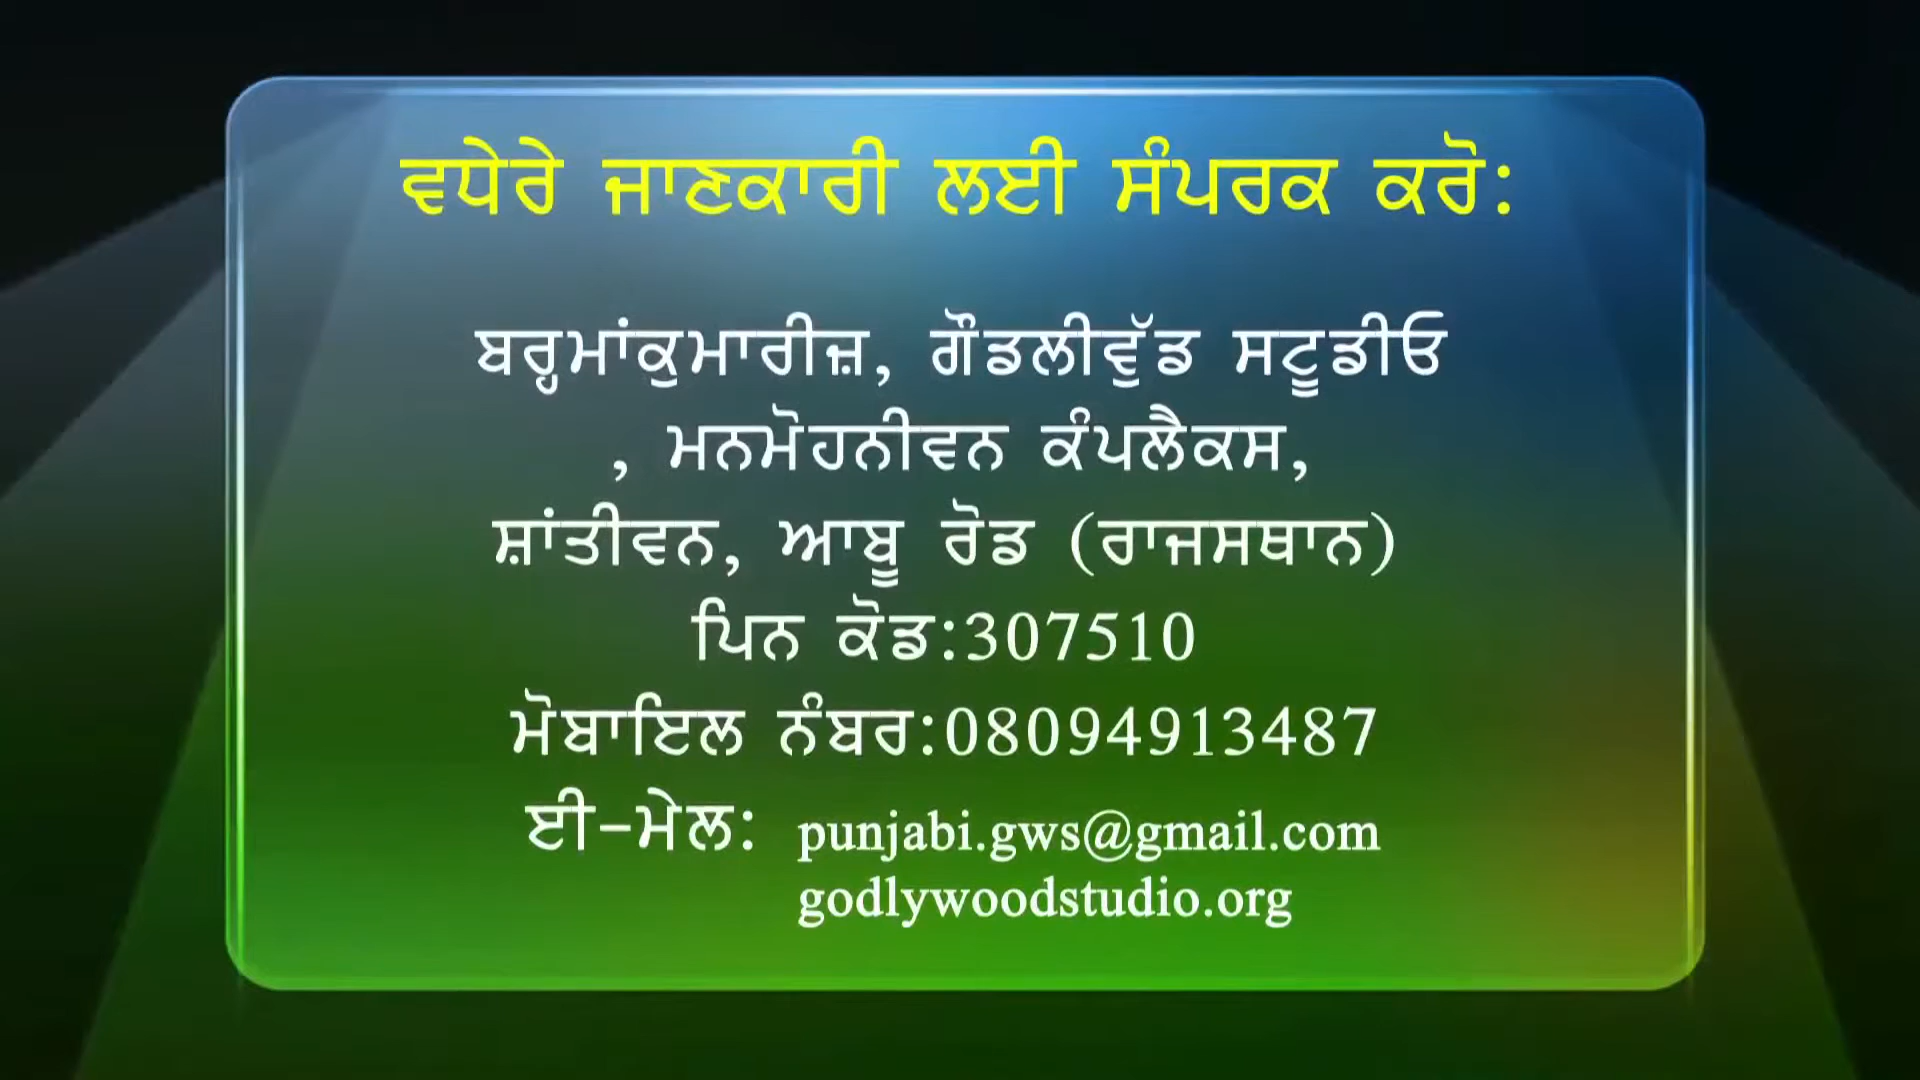 ਵਧੇਰੇ ਜਾਣਕਾਰੀ ਲਈ ਸੰਪਰਕ ਕਰੋ:
ਬਰ੍ਹਮਾਂਕੁਮਾਰੀਜ਼, ਗੌਡਲੀਵੁੱਡ ਸਟੂਡੀਓ
, ਮਨਮੋਹਨੀਵਨ ਕੰਪਲੈਕਸ,
ਸ਼ਾਂਤੀਵਨ, ਆਬੂ ਰੋਡ (ਰਾਜਸਥਾਨ)
ਪਿਨ ਕੋਡ:307510
ਮੋਬਾਇਲ ਨੰਬਰ:08094913487
ਈ-ਮੇਲ: punjabi.gws@gmail.com
godlywoodstudio.org